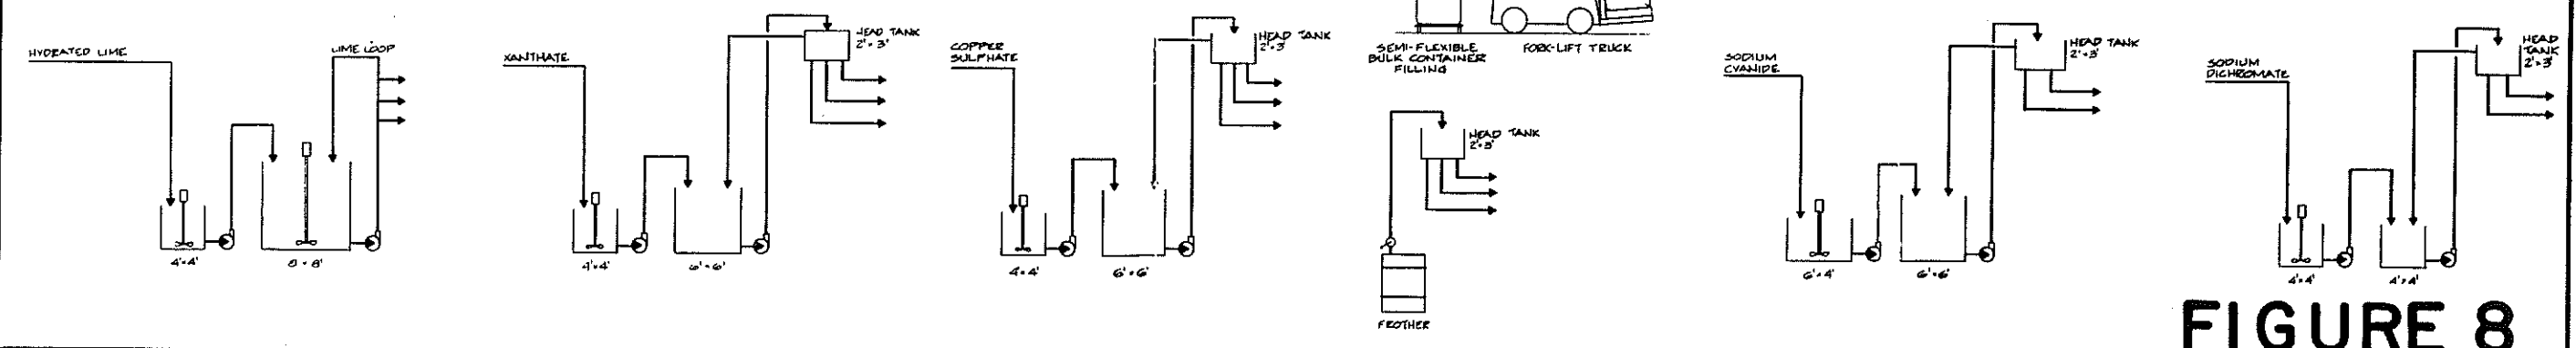 HYDRATED LIME
LIME LOOP
4'×4'
8'×8'
XANTHATE
HEAD TANK
2'×3'
4'×4'
6'×6'
COPPER
SULPHATE
HEAD TANK
2'×3'
4'×4'
6'×6'
SEMI-FLEXIBLE
BULK CONTAINER
FILLING
FORK-LIFT TRUCK
HEAD TANK
2'×3'
FROTHER
SODIUM
CYANIDE
HEAD TANK
2'×3'
6'×4'
6'×6'
SODIUM
DICHROMATE
HEAD
TANK
2'×3'
4'×4'
4'×4'
FIGURE 8